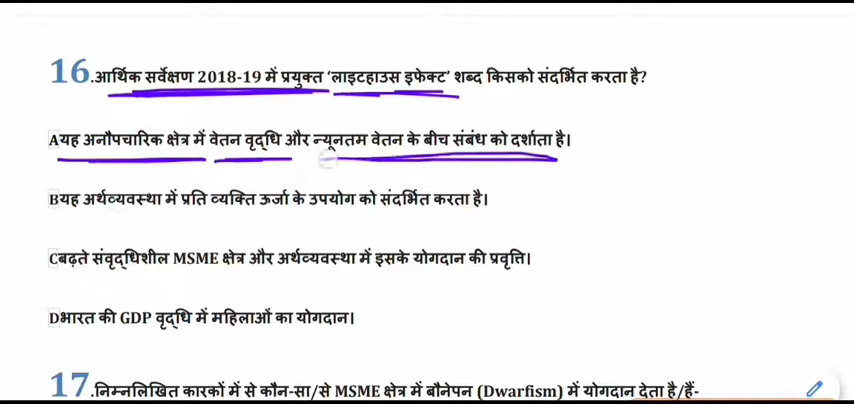 16.आर्थिक सर्वेक्षण 2018-19 में प्रयुक्त 'लाइटहाउस इफेक्ट' शब्द किसको संदर्भित करता है?
Aयह अनौपचारिक क्षेत्र में वेतन वृद्धि और न्यूनतम वेतन के बीच संबंध को दर्शाता है।
Bयह अर्थव्यवस्था में प्रति व्यक्ति ऊर्जा के उपयोग को संदर्भित करता है।
Cबढ़ते संवृद्धिशील MSME क्षेत्र और अर्थव्यवस्था में इसके योगदान की प्रवृत्ति।
Dभारत की GDP वृद्धि में महिलाओं का योगदान।
17.निम्नलिखित कारकों में से कौन-सा/से MSME क्षेत्र में बौनेपन (Dwarfism) में योगदान देता है/हैं-